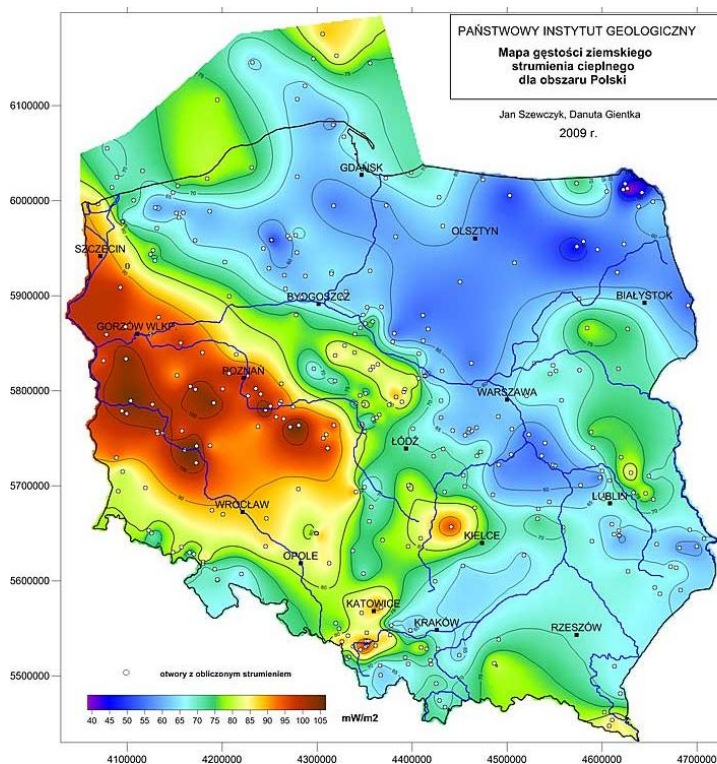 PAŃSTWOWY INSTYTUT GEOLOGICZNY
Mapa gęstości ziemskiego
strumienia cieplnego
dla obszaru Polski
Jan Szewczyk, Danuta Gientka
2009 r.
6100000
GDAŃSK
6000000
OLSZTYN
SZCZECIN
5900000
BYDGOSZCZ
BIAŁYSTOK
GORZÓW WLKP
POZNAŃ
5800000
WARSZAWA
ŁÓDŹ
5700000
LUBLIN
WROCŁAW
KIELCE
OPOLE
5600000
KATOWICE
KRAKÓW
RZESZÓW
5500000
otwory z obliczonym strumieniem
40 45 50 55 60 65 70 75 80 85 90 95 100 107
mW/m2
4100000 4200000 4300000 4400000 4500000 4600000 4700000